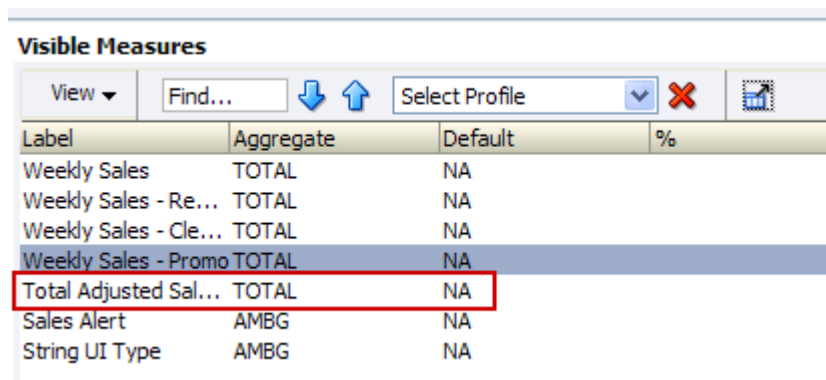 Visible Measures
View Find... Select Profile
Label Aggregate Default %
Weekly Sales TOTAL NA
Weekly Sales - Re... TOTAL NA
Weekly Sales - Cle... TOTAL NA
Weekly Sales - Promo TOTAL NA
Total Adjusted Sal... TOTAL NA
Sales Alert AMBG NA
String UI Type AMBG NA